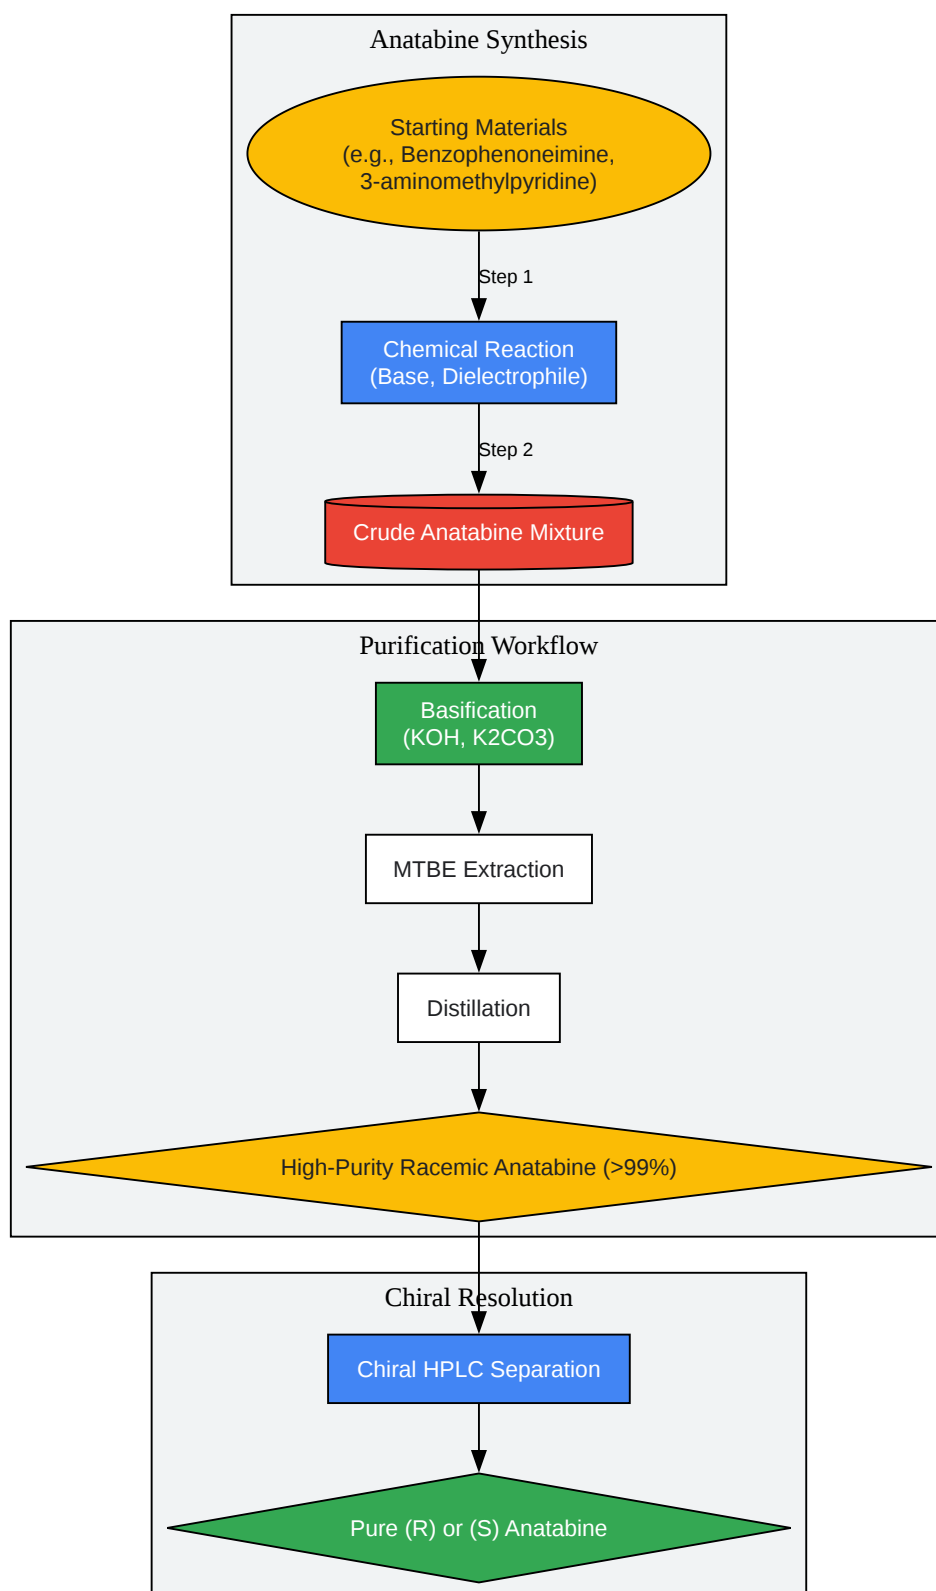 Anatabine Synthesis
Starting Materials
(e.g., Benzophenoneimine,
3-aminomethylpyridine)
Step 1
Chemical Reaction
(Base, Dielectrophile)
Step 2
Crude Anatabine Mixture
Purification Workflow
Basification
(KOH, K2CO3)
MTBE Extraction
Distillation
High-Purity Racemic Anatabine (>99%)
Chiral Resolution
Chiral HPLC Separation
Pure (R) or (S) Anatabine